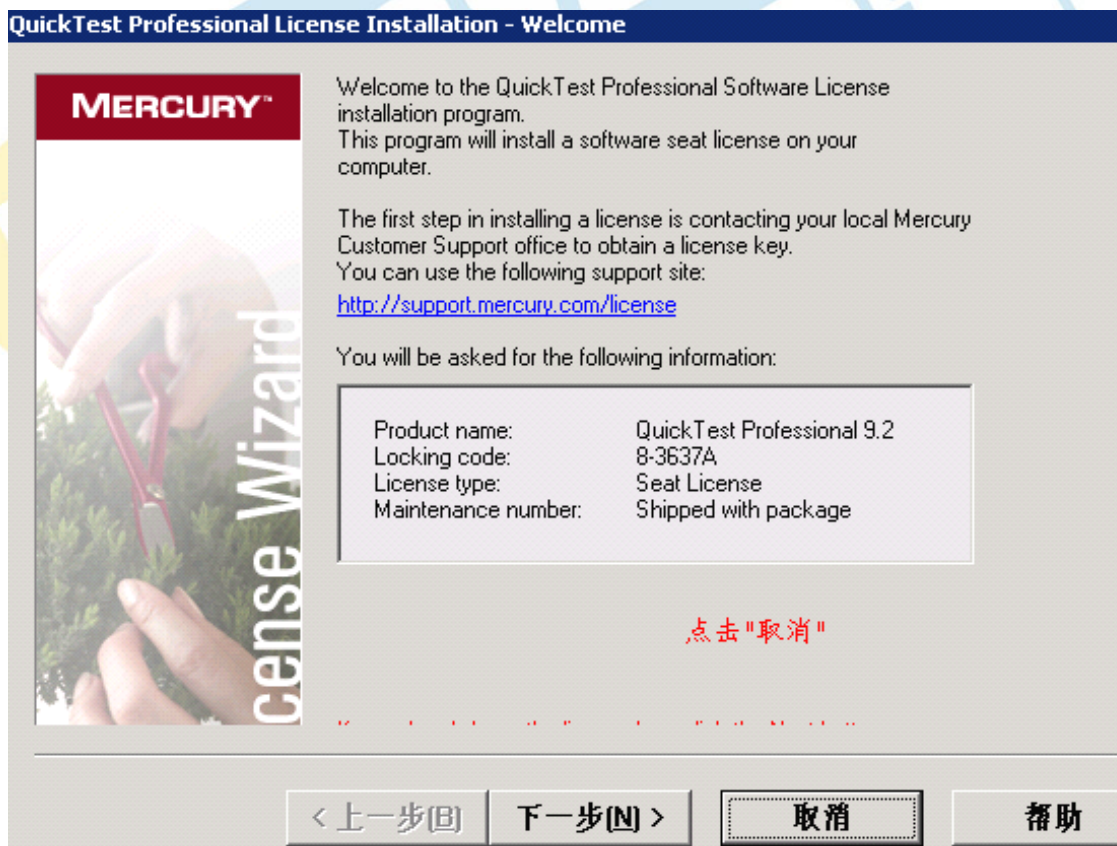 QuickTest Professional License Installation - Welcome
MERCURY™
Welcome to the QuickTest Professional Software License
installation program.
This program will install a software seat license on your
computer.
The first step in installing a license is contacting your local Mercury
Customer Support office to obtain a license key.
You can use the following support site:
http://support.mercury.com/license
You will be asked for the following information:
Product name: QuickTest Professional 9.2
Locking code: 8-3637A
License type: Seat License
Maintenance number: Shipped with package
cense Wizard
点击"取消"
<上一步(B) 下一步(N)> 取消 帮助